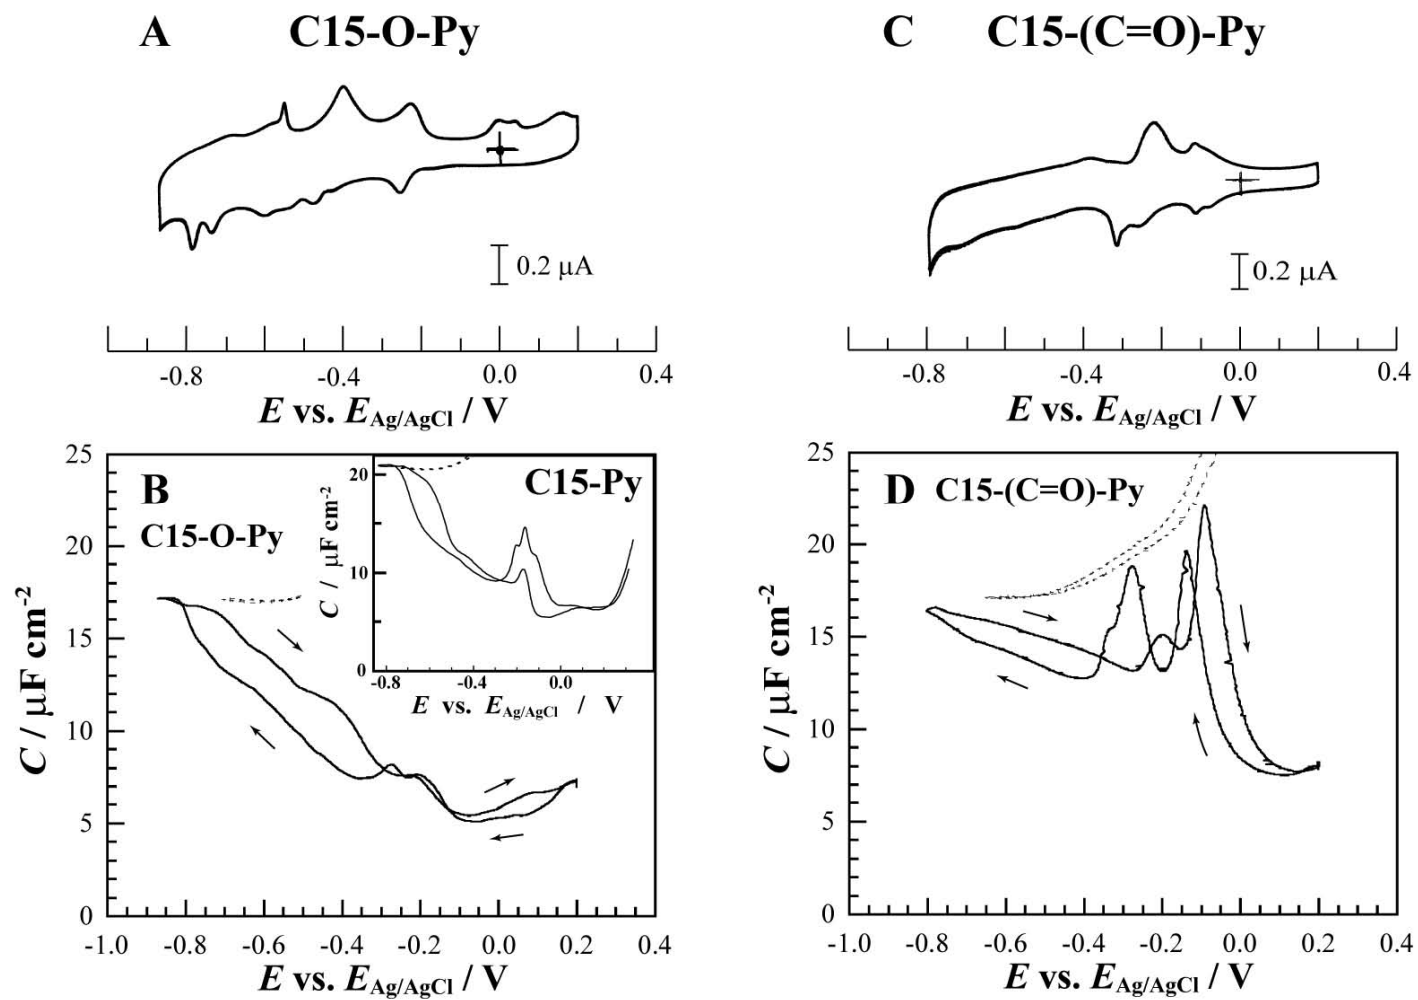 A C15-O-Py
0.2 μA
-0.8 -0.4 0.0 0.4
E vs. E_Ag/AgCl / V
C C15-(C=O)-Py
0.2 μA
-0.8 -0.4 0.0 0.4
E vs. E_Ag/AgCl / V
B
C15-O-Py
C / μF cm⁻²
25
20
15
10
5
0
-1.0 -0.8 -0.6 -0.4 -0.2 0.0 0.2 0.4
E vs. E_Ag/AgCl / V
C15-Py
C / μF cm⁻²
20
10
0
-0.8 -0.4 0.0
E vs. E_Ag/AgCl / V
D C15-(C=O)-Py
C / μF cm⁻²
25
20
15
10
5
0
-1.0 -0.8 -0.6 -0.4 -0.2 0.0 0.2 0.4
E vs. E_Ag/AgCl / V